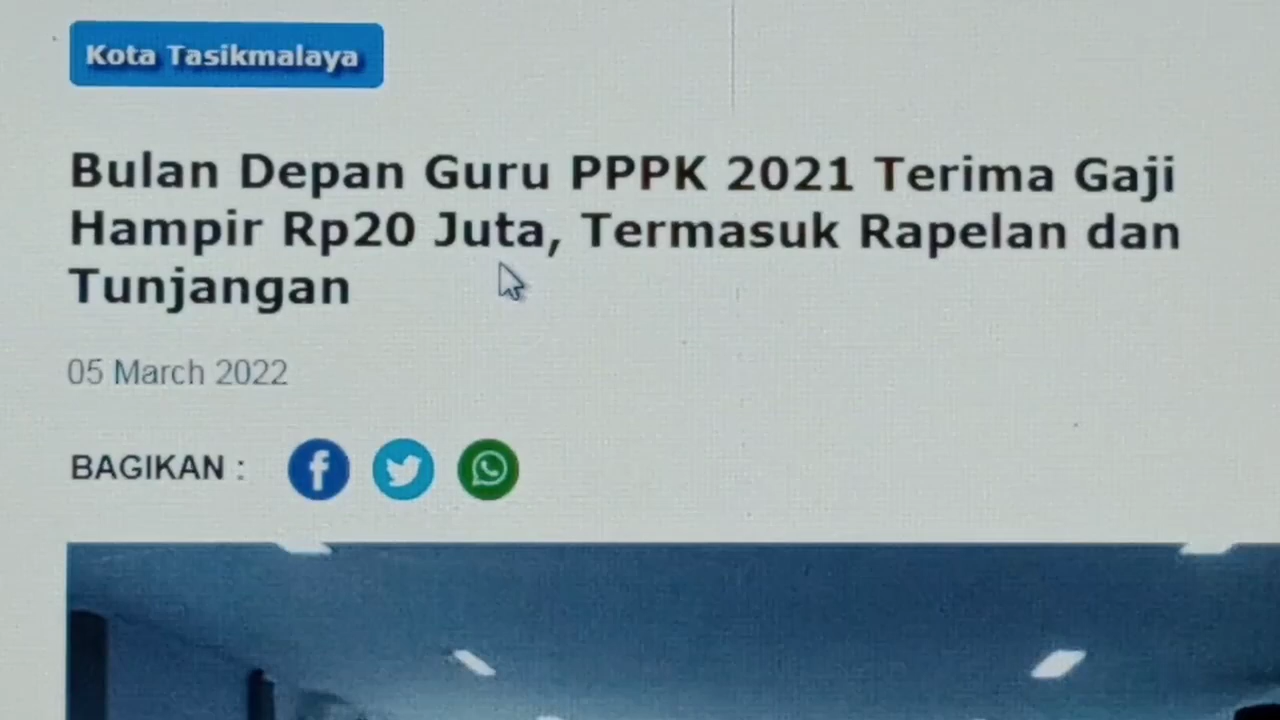 Kota Tasikmalaya
Bulan Depan Guru PPPK 2021 Terima Gaji
Hampir Rp20 Juta, Termasuk Rapelan dan
Tunjangan
05 March 2022
BAGIKAN :